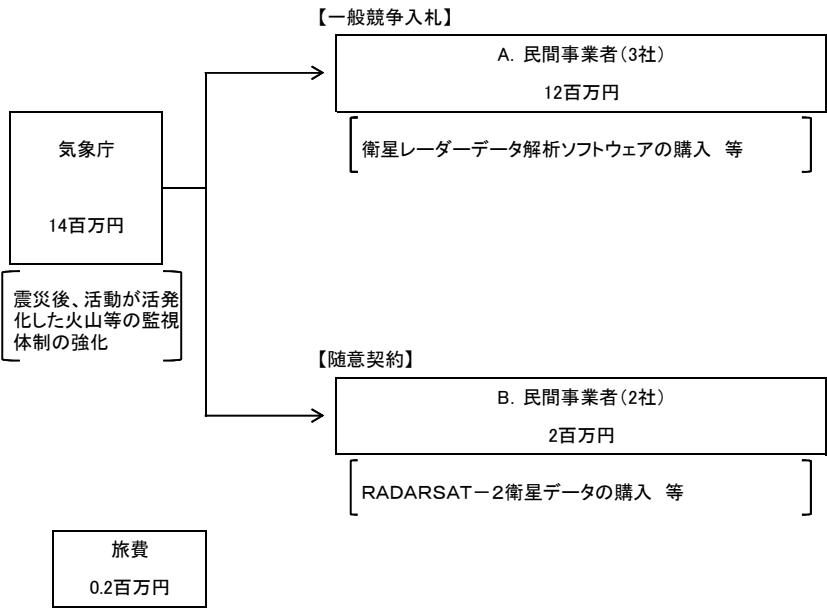 【一般競争入札】
A．民間事業者（3社）
12百万円
衛星レーダーデータ解析ソフトウェアの購入　等
気象庁
14百万円
震災後、活動が活発
化した火山等の監視
体制の強化
【随意契約】
B．民間事業者（2社）
2百万円
ＲＡＤＡＲＳＡＴ－２衛星データの購入　等
旅費
0.2百万円